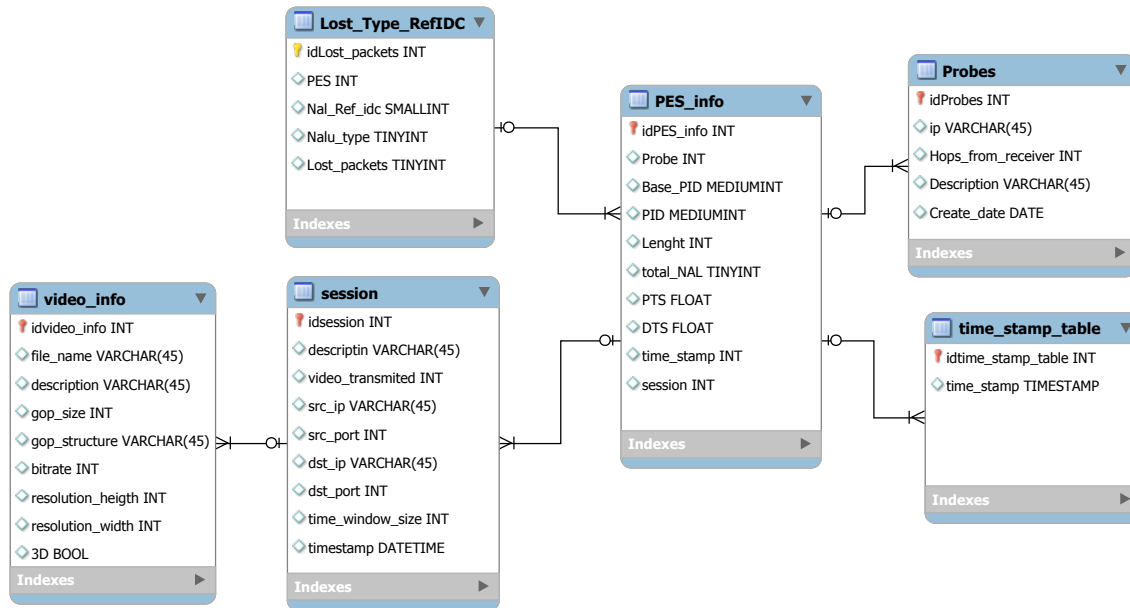 Lost_Type_RefIDC
idLost_packets INT
PES INT
Nal_Ref_idc SMALLINT
Nalu_type TINYINT
Lost_packets TINYINT
Indexes
PES_info
idPES_info INT
Probe INT
Base_PID MEDIUMINT
PID MEDIUMINT
Lenght INT
total_NAL TINYINT
PTS FLOAT
DTS FLOAT
time_stamp INT
session INT
Indexes
Probes
idProbes INT
ip VARCHAR(45)
Hops_from_receiver INT
Description VARCHAR(45)
Create_date DATE
Indexes
video_info
idvideo_info INT
file_name VARCHAR(45)
description VARCHAR(45)
gop_size INT
gop_structure VARCHAR(45)
bitrate INT
resolution_heigth INT
resolution_width INT
3D BOOL
Indexes
session
idsession INT
descriptin VARCHAR(45)
video_transmited INT
src_ip VARCHAR(45)
src_port INT
dst_ip VARCHAR(45)
dst_port INT
time_window_size INT
timestamp DATETIME
Indexes
time_stamp_table
idtime_stamp_table INT
time_stamp TIMESTAMP
Indexes